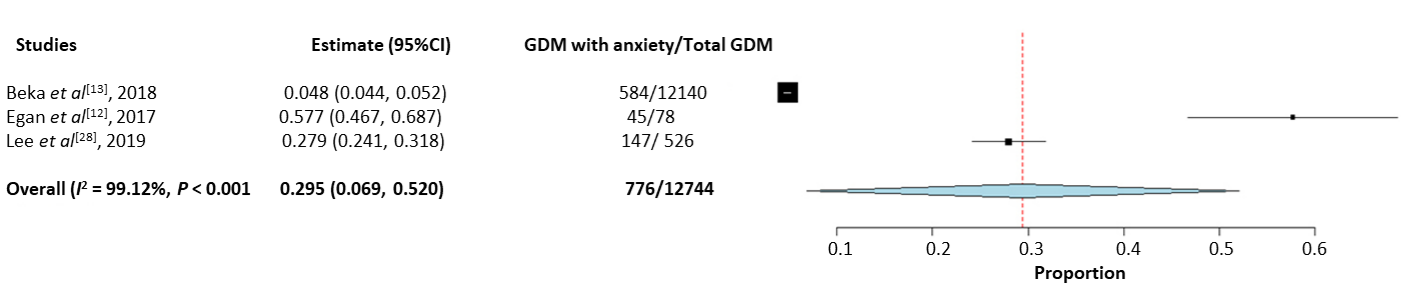 Studies Estimate (95%CI) GDM with anxiety/Total GDM
Beka et al[13], 2018 0.048 (0.044, 0.052) 584/12140
Egan et al[12], 2017 0.577 (0.467, 0.687) 45/78
Lee et al[28], 2019 0.279 (0.241, 0.318) 147/ 526
Overall (I2 = 99.12%, P < 0.001 0.295 (0.069, 0.520) 776/12744
0.1 0.2 0.3 0.4 0.5 0.6
Proportion